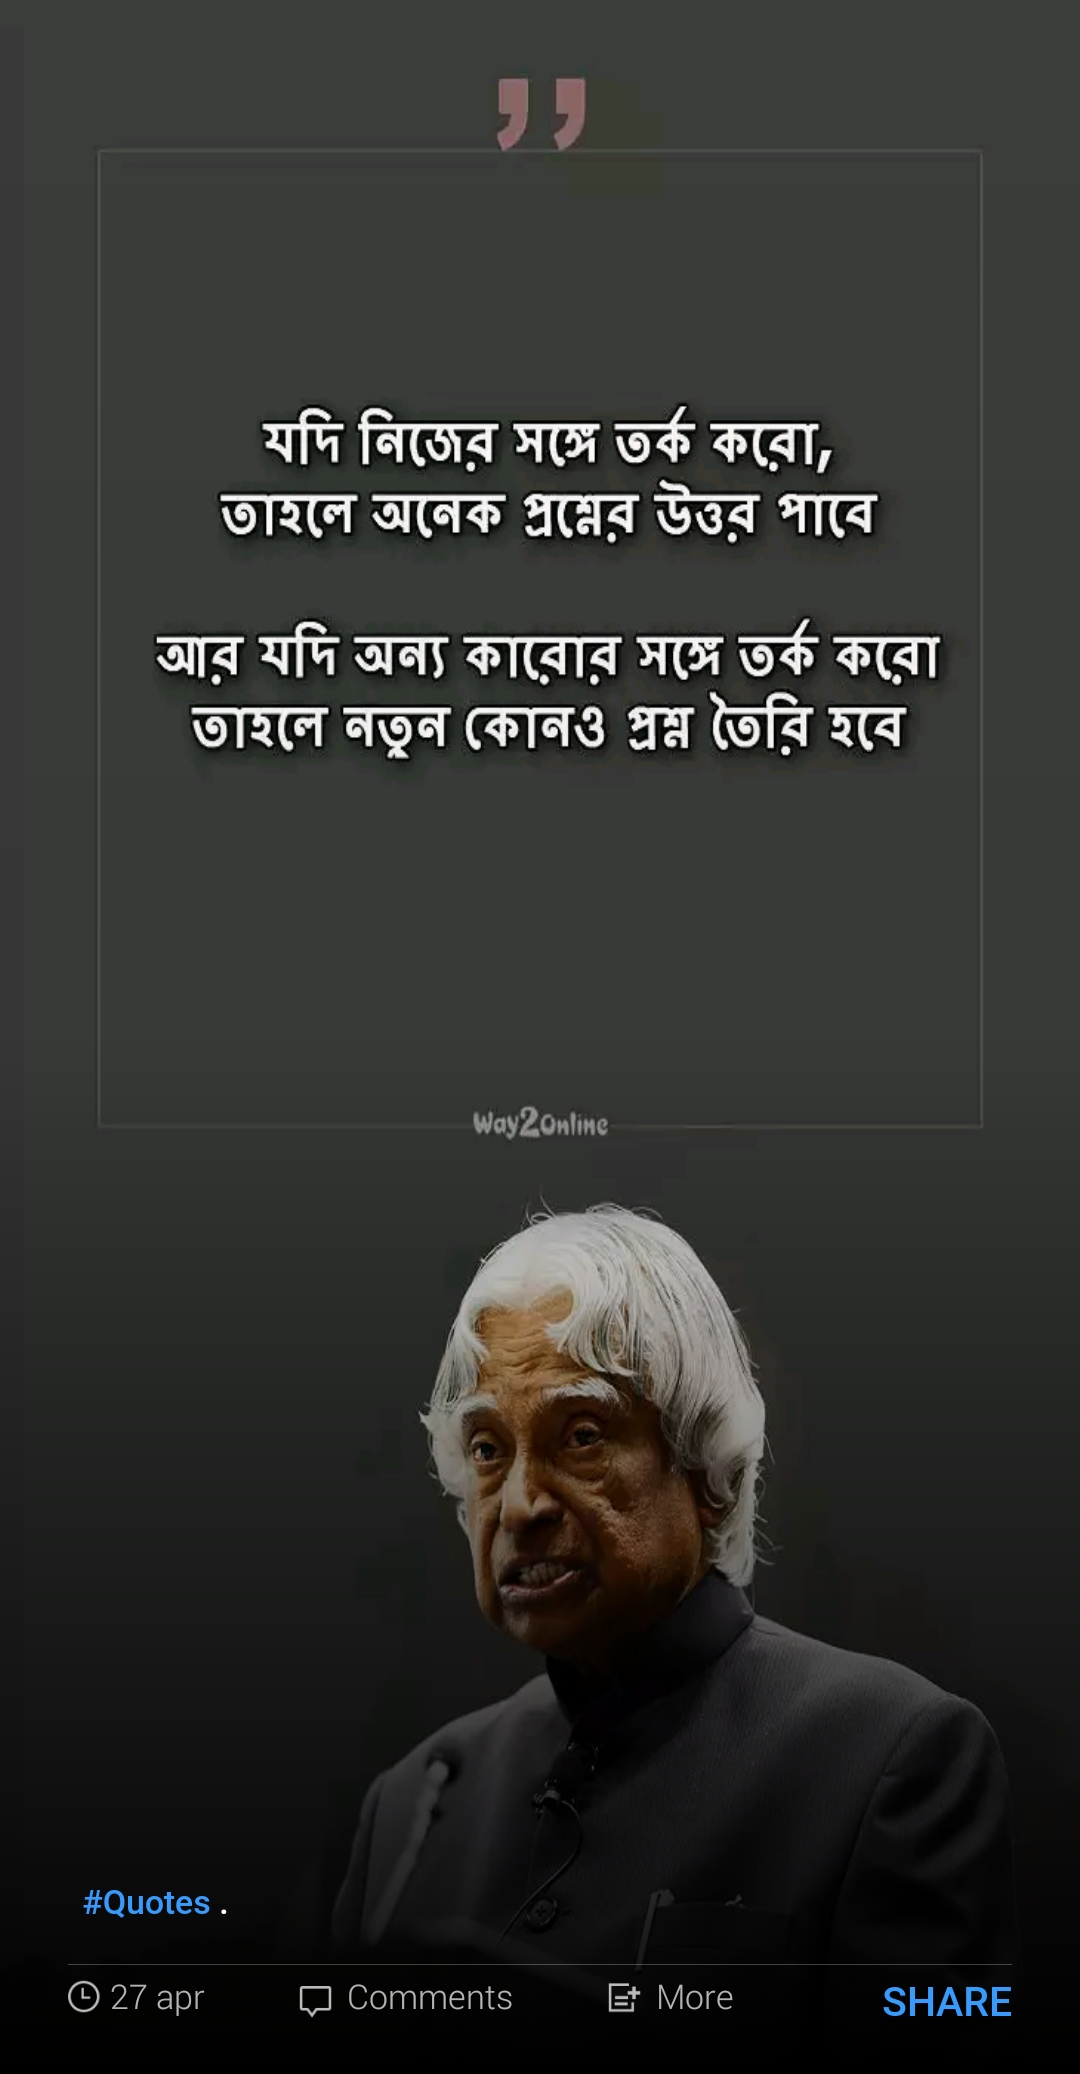 যদি নিজের সঙ্গে তর্ক করো,
তাহলে অনেক প্রশ্নের উত্তর পাবে
আর যদি অন্য কারোর সঙ্গে তর্ক করো
তাহলে নতুন কোনও প্রশ্ন তৈরি হবে
Way2Online
#Quotes .
27 apr Comments More SHARE